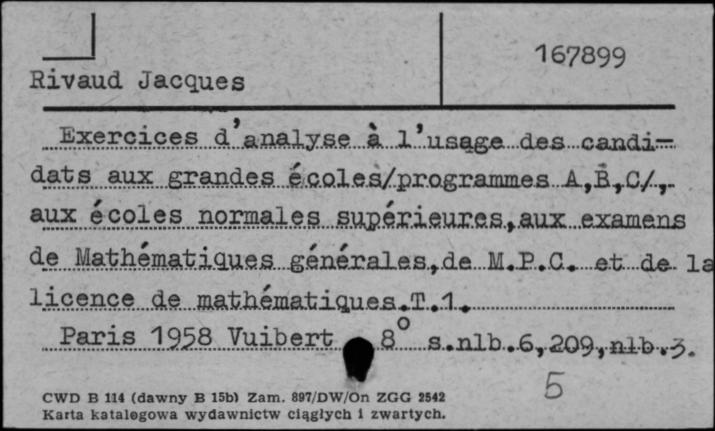 167899
Rivaud Jacques
Exercices d'analyse à l'usage des candi-
dats aux grandes écoles/programmes A,B,C/,
aux écoles normales supérieures,aux examens
de Mathématiques générales,de M.P.C. et de la
licence de mathématiques.T.1.
Paris 1958 Vuibert 8° s.nlb.6,209,nlb.3.
5
CWD B 114 (dawny B 15b) Zam. 897/DW/On ZGG 2542
Karta katalogowa wydawnictw ciągłych i zwartych.